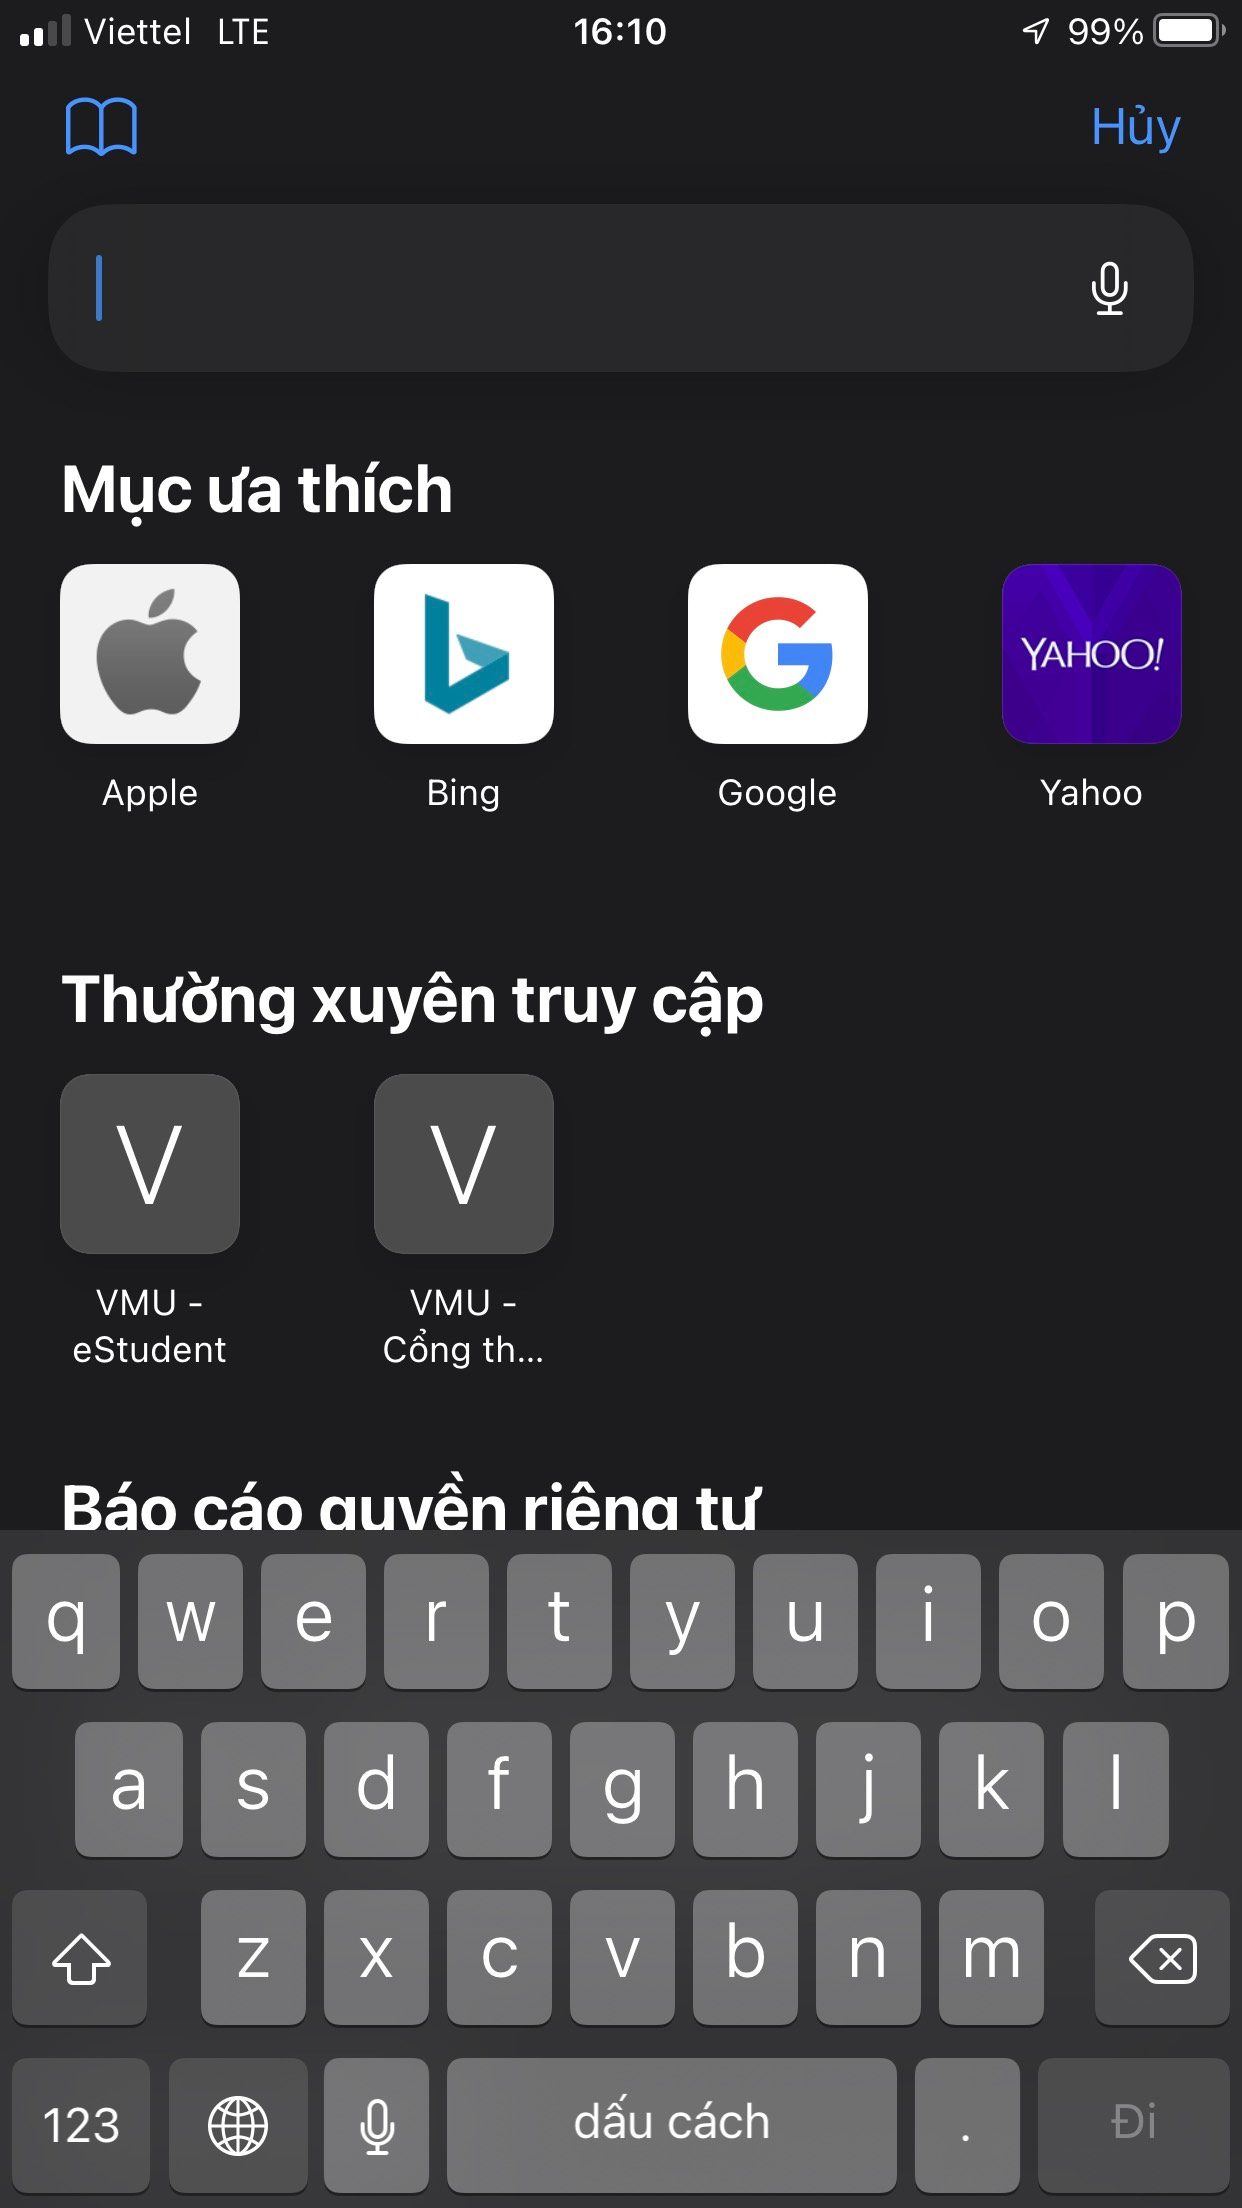 Viettel LTE 16:10 99%
Hủy
Mục ưa thích
YAHOO!
Apple Bing Google Yahoo
Thường xuyên truy cập
V V
VMU - VMU -
eStudent Cổng th...
Báo cáo quyền riêng tư
q w e r t y u i o p
a s d f g h j k l
z x c v b n m
123 dấu cách . Đi